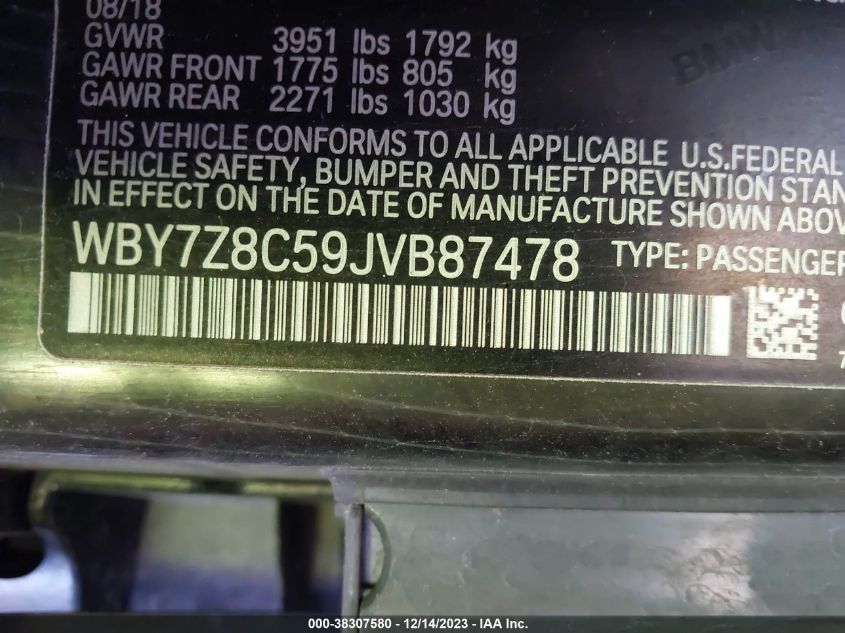 08/18
GVWR 3951 lbs 1792 kg
GAWR FRONT 1775 lbs 805 kg
GAWR REAR 2271 lbs 1030 kg
THIS VEHICLE CONFORMS TO ALL APPLICABLE U.S.FEDERAL
VEHICLE SAFETY, BUMPER AND THEFT PREVENTION STAN
IN EFFECT ON THE DATE OF MANUFACTURE SHOWN ABOV
WBY7Z8C59JVB87478 TYPE: PASSENGER
000-38307580 - 12/14/2023 - IAA Inc.